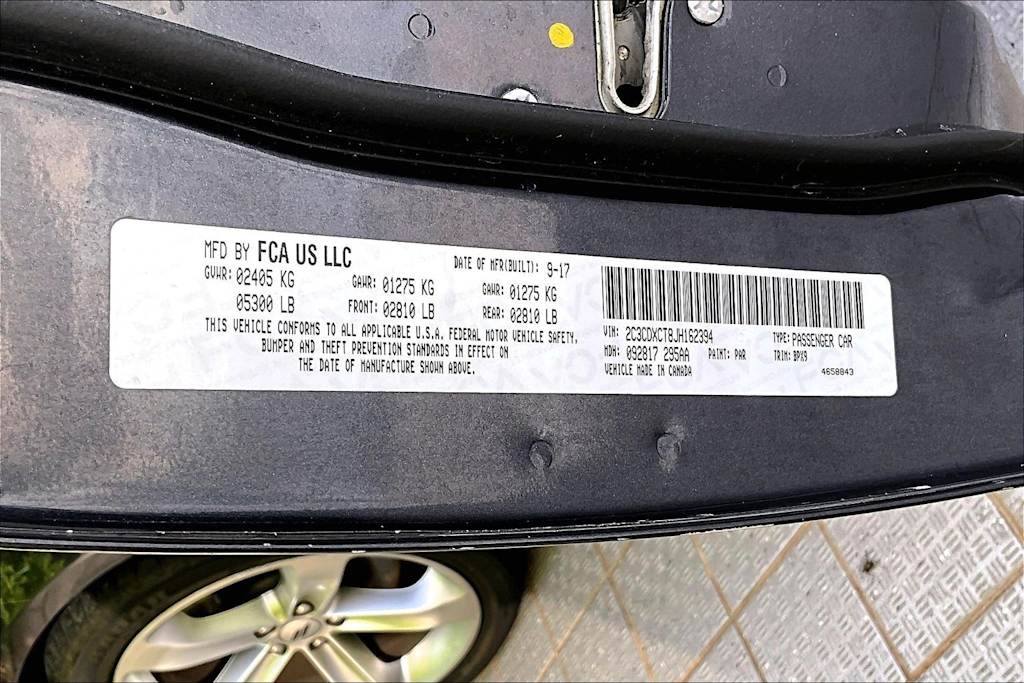 MFD BY FCA US LLC
DATE OF MFR(BUILT): 9-17
GVWR: 02405 KG GAWR: 01275 KG GAWR: 01275 KG
05300 LB FRONT: 02810 LB REAR: 02810 LB
THIS VEHICLE CONFORMS TO ALL APPLICABLE U.S.A. FEDERAL MOTOR VEHICLE SAFETY,
BUMPER AND THEFT PREVENTION STANDARDS IN EFFECT ON
THE DATE OF MANUFACTURE SHOWN ABOVE.
VIN: 2C3CDXCT8JH162394 TYPE: PASSENGER CAR
MDH: 092817 295AA PAINT: PAR TRIM: BPX9
VEHICLE MADE IN CANADA 4658843